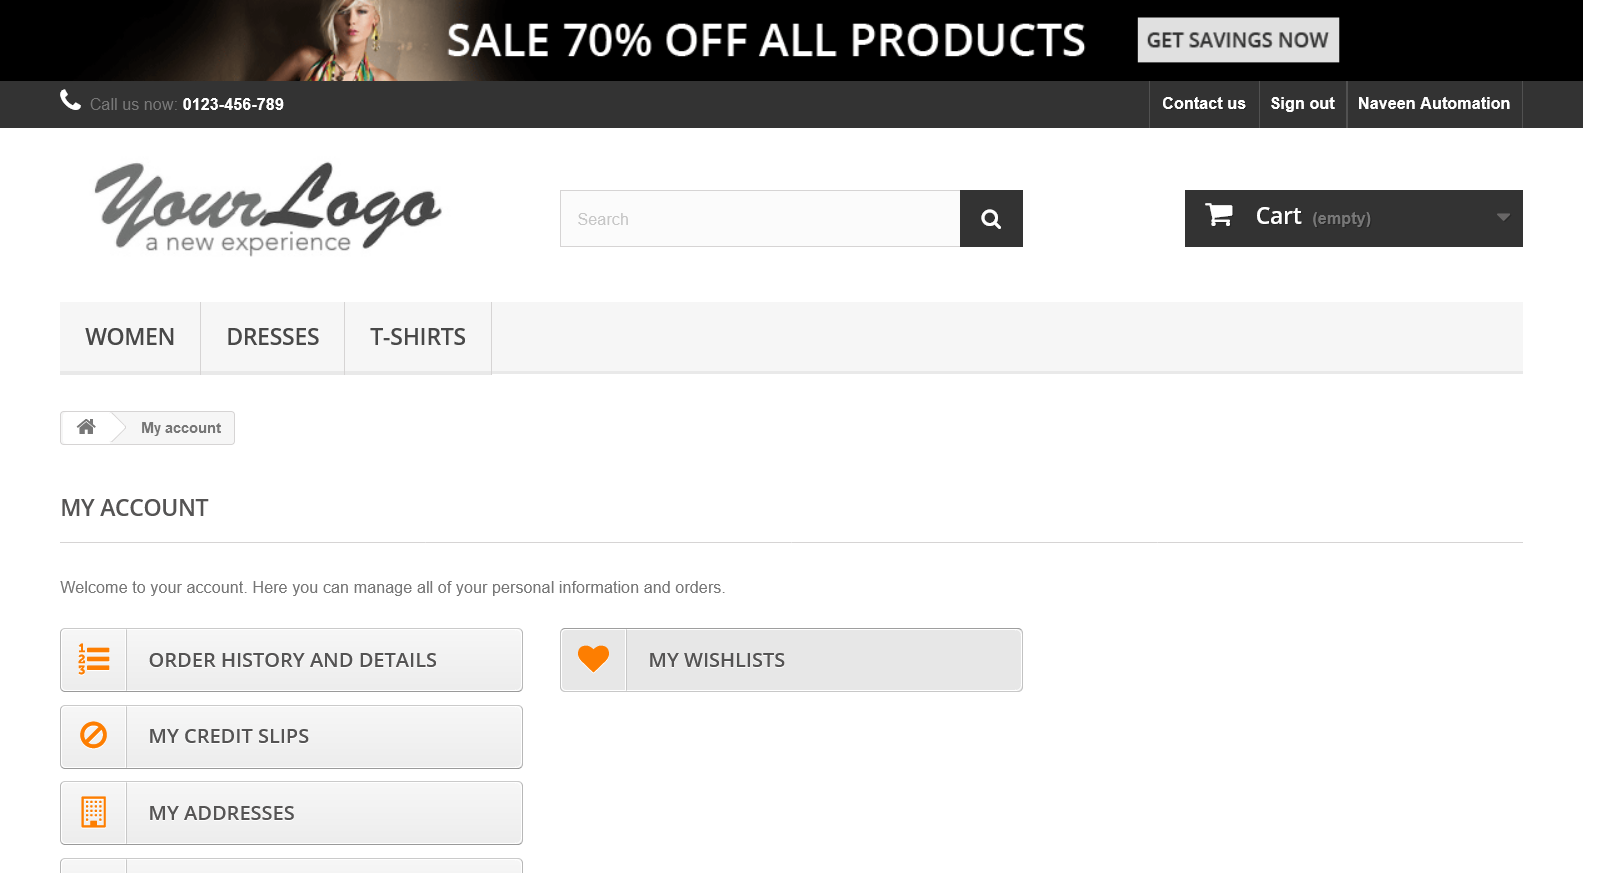 SALE 70% OFF ALL PRODUCTS
GET SAVINGS NOW
Call us now: 0123-456-789
Contact us
Sign out
Naveen Automation
YourLogo
a new experience
Search
Cart (empty)
WOMEN
DRESSES
T-SHIRTS
My account
MY ACCOUNT
Welcome to your account. Here you can manage all of your personal information and orders.
1
2
3
ORDER HISTORY AND DETAILS
MY WISHLISTS
MY CREDIT SLIPS
MY ADDRESSES